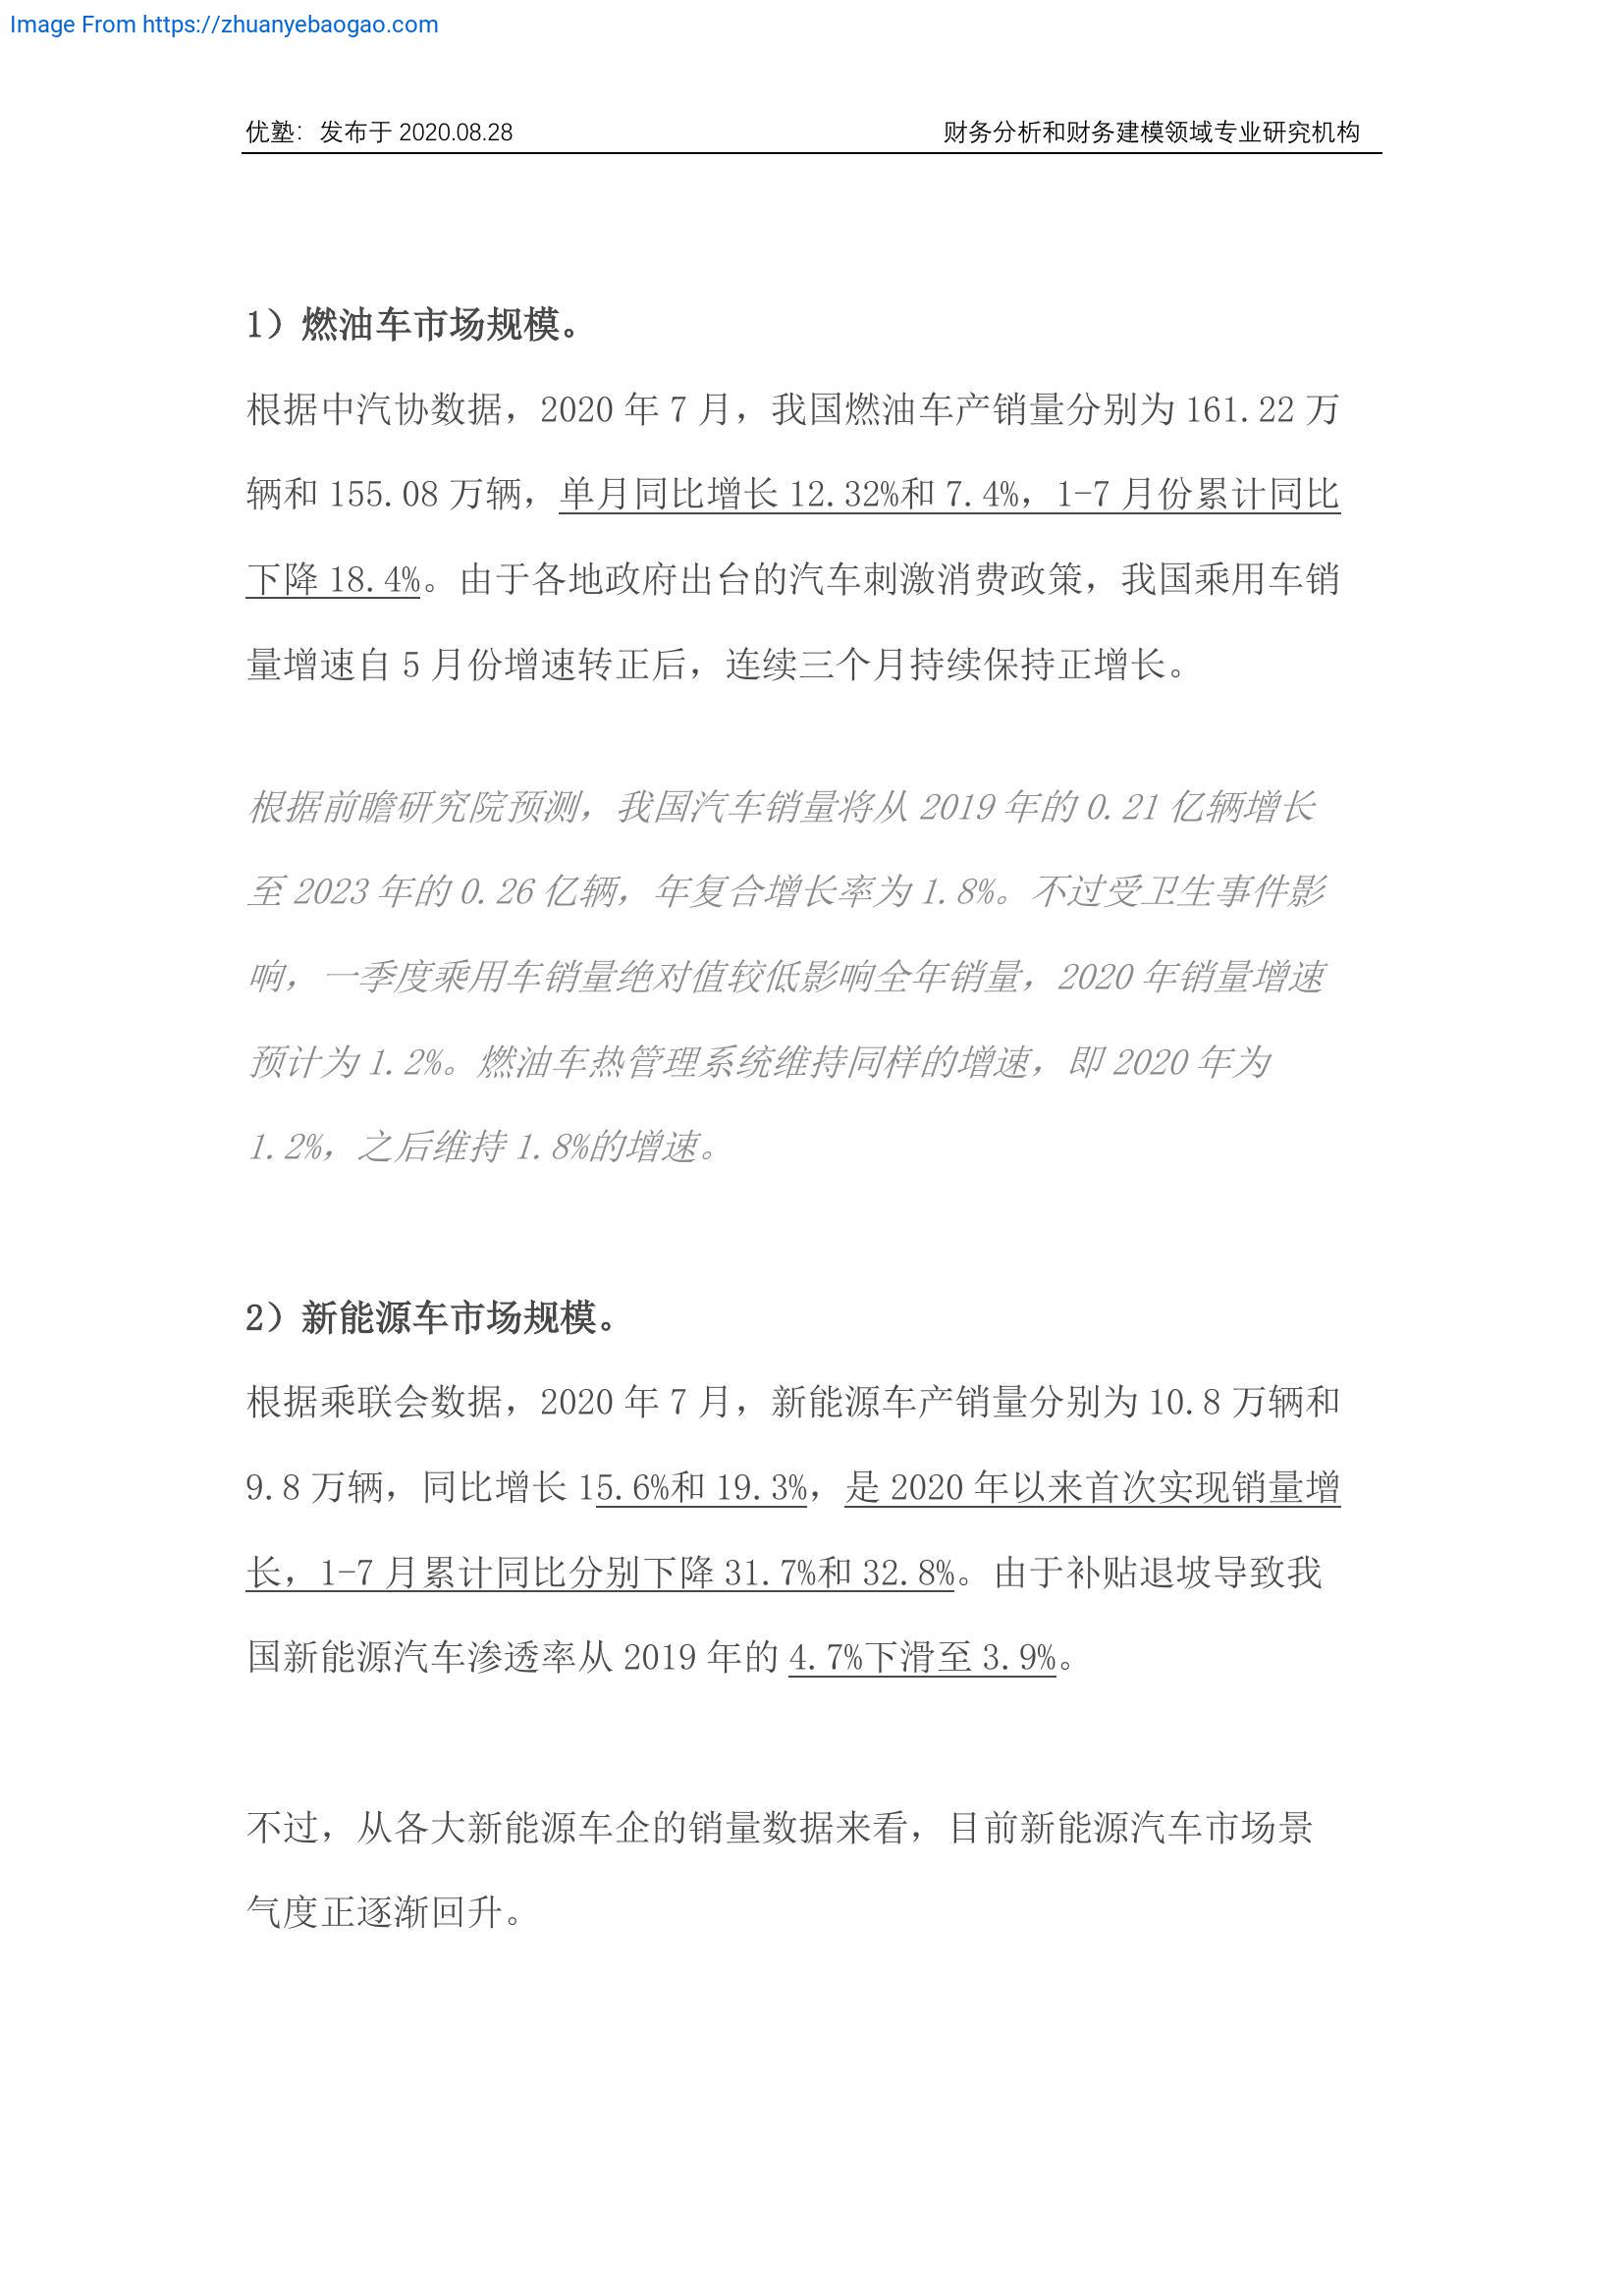 Image From https://zhuanyebaogao.com
优塾：发布于 2020.08.28 财务分析和财务建模领域专业研究机构
1）燃油车市场规模。
根据中汽协数据，2020 年 7 月，我国燃油车产销量分别为 161.22 万
辆和 155.08 万辆，单月同比增长 12.32%和 7.4%，1-7 月份累计同比
下降 18.4%。由于各地政府出台的汽车刺激消费政策，我国乘用车销
量增速自 5 月份增速转正后，连续三个月持续保持正增长。
根据前瞻研究院预测，我国汽车销量将从 2019 年的 0.21 亿辆增长
至 2023 年的 0.26 亿辆，年复合增长率为 1.8%。不过受卫生事件影
响，一季度乘用车销量绝对值较低影响全年销量，2020 年销量增速
预计为 1.2%。燃油车热管理系统维持同样的增速，即 2020 年为
1.2%，之后维持 1.8%的增速。
2）新能源车市场规模。
根据乘联会数据，2020 年 7 月，新能源车产销量分别为 10.8 万辆和
9.8 万辆，同比增长 15.6%和 19.3%，是 2020 年以来首次实现销量增
长，1-7 月累计同比分别下降 31.7%和 32.8%。由于补贴退坡导致我
国新能源汽车渗透率从 2019 年的 4.7%下滑至 3.9%。
不过，从各大新能源车企的销量数据来看，目前新能源汽车市场景
气度正逐渐回升。